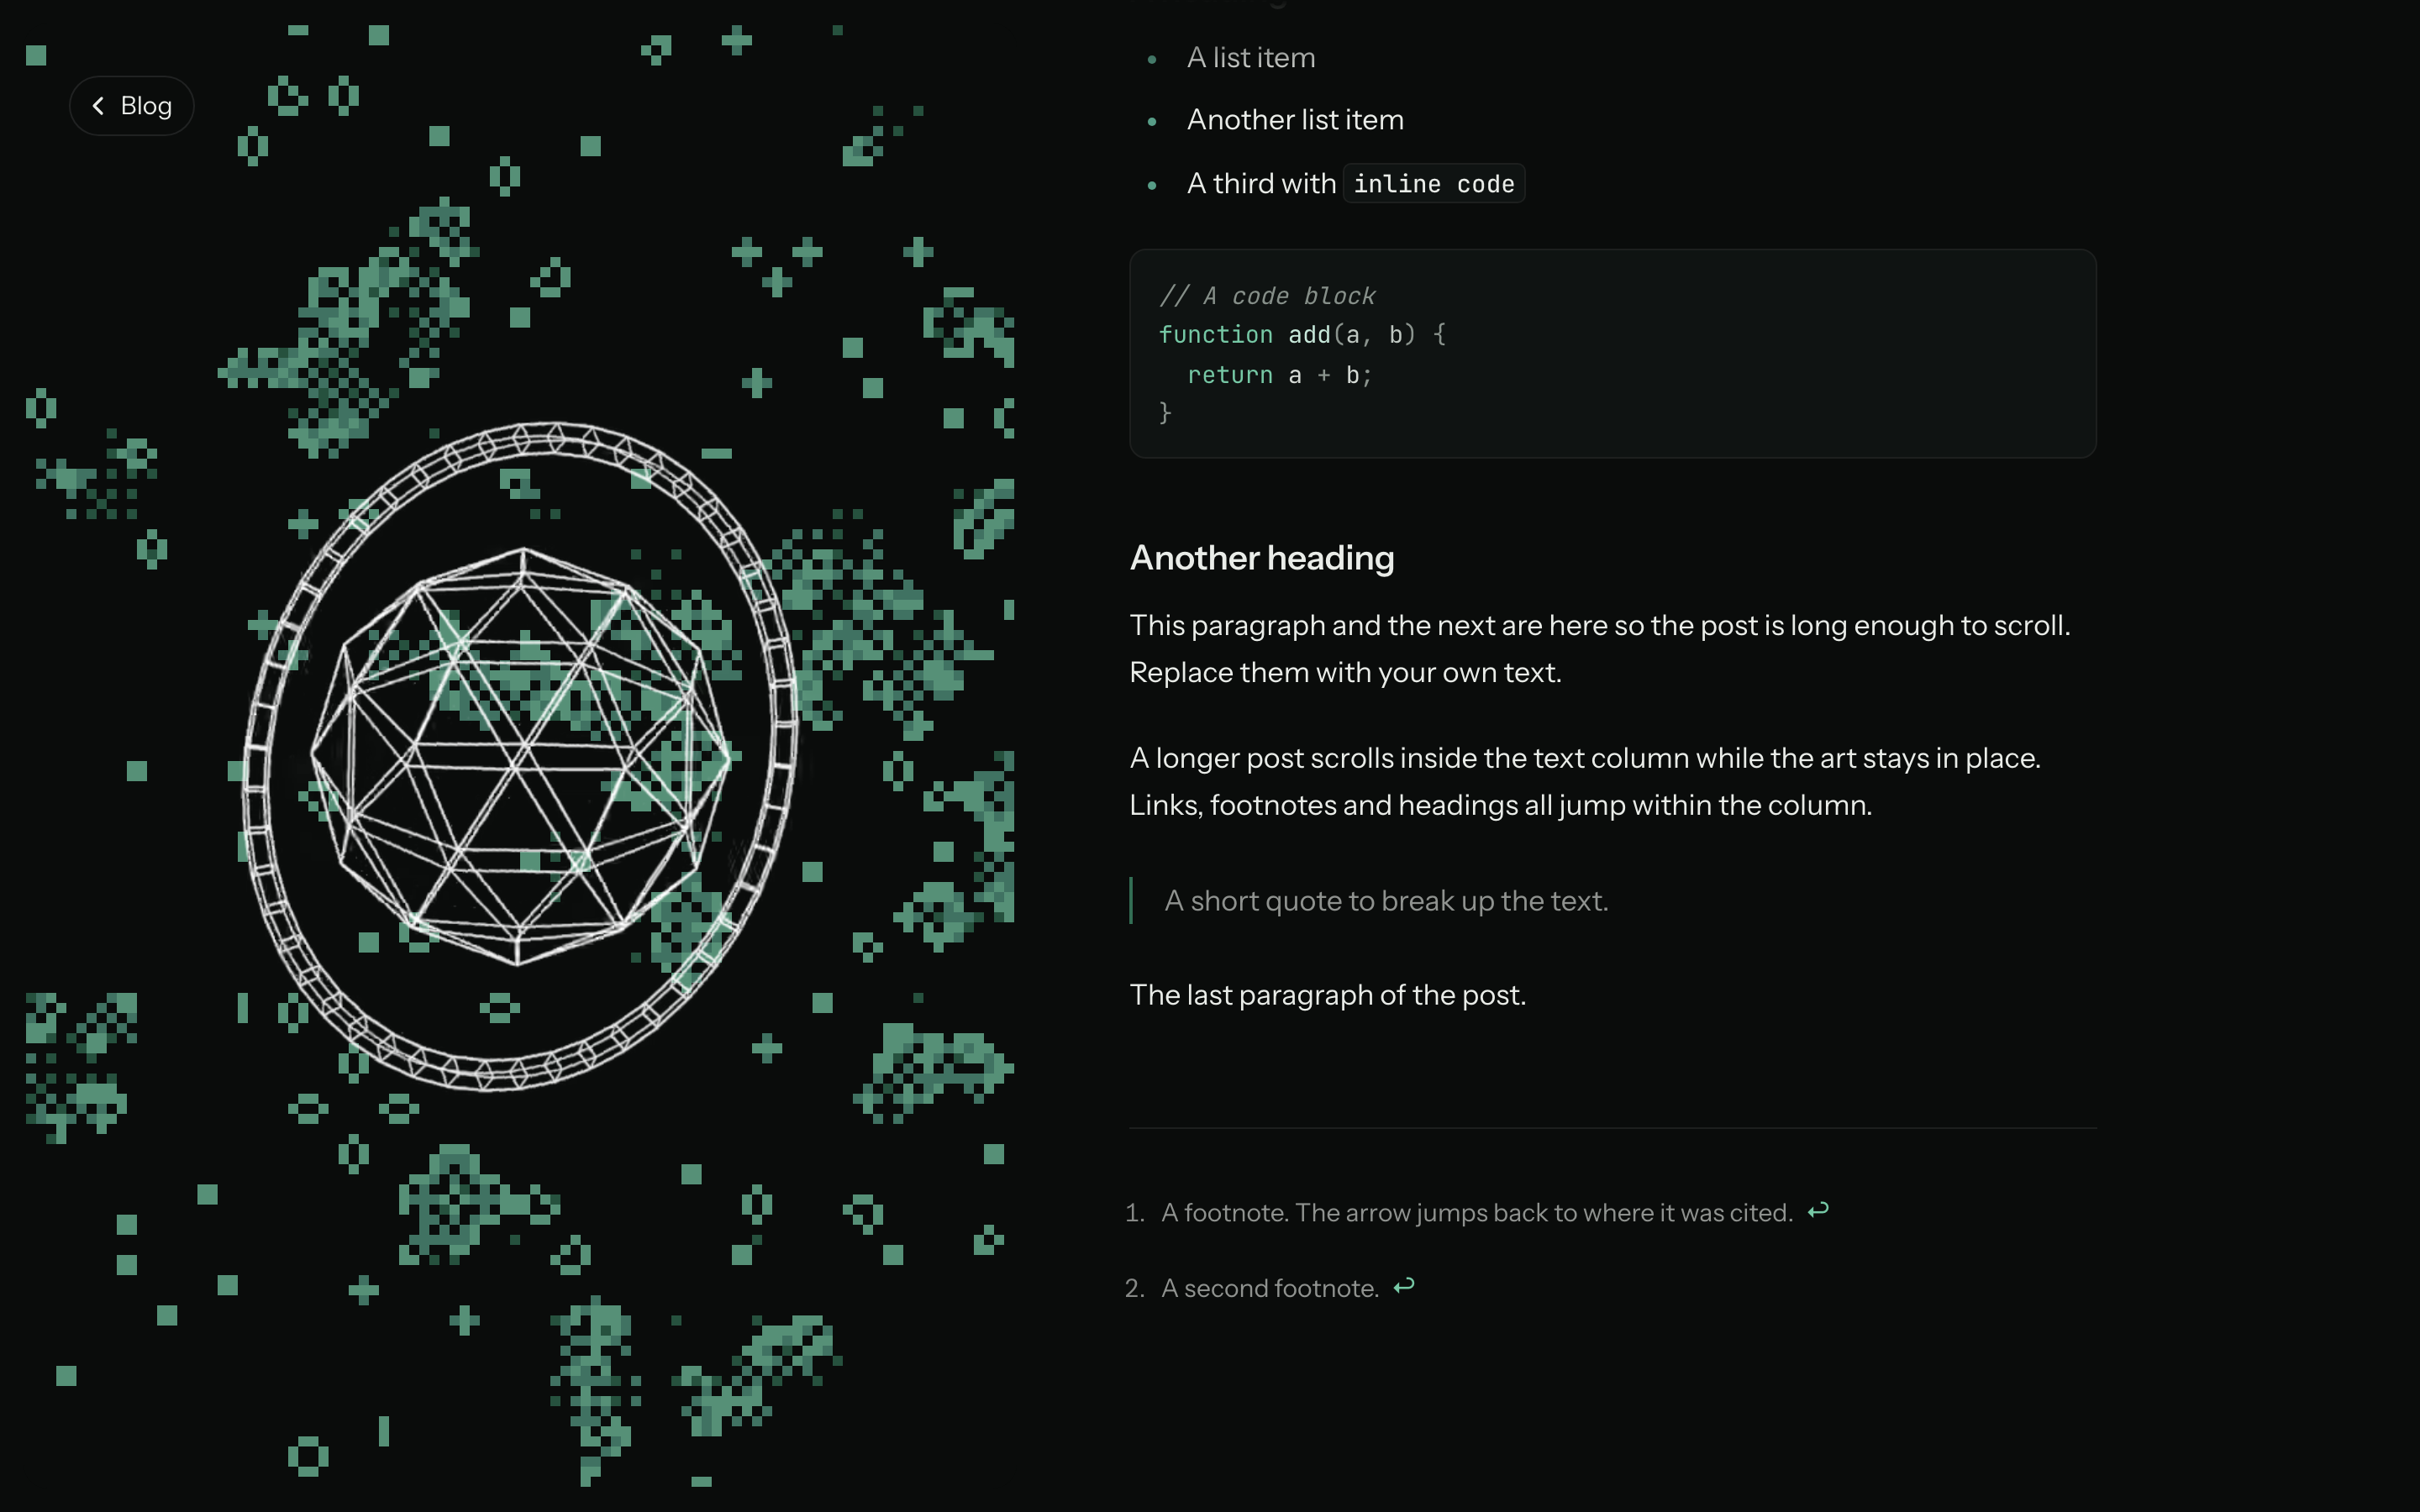 Blog
A list item
Another list item
A third with inline code
// A code block
function add(a, b) {
  return a + b;
}
Another heading
This paragraph and the next are here so the post is long enough to scroll.
Replace them with your own text.
A longer post scrolls inside the text column while the art stays in place.
Links, footnotes and headings all jump within the column.
A short quote to break up the text.
The last paragraph of the post.
1. A footnote. The arrow jumps back to where it was cited. ↩
2. A second footnote. ↩